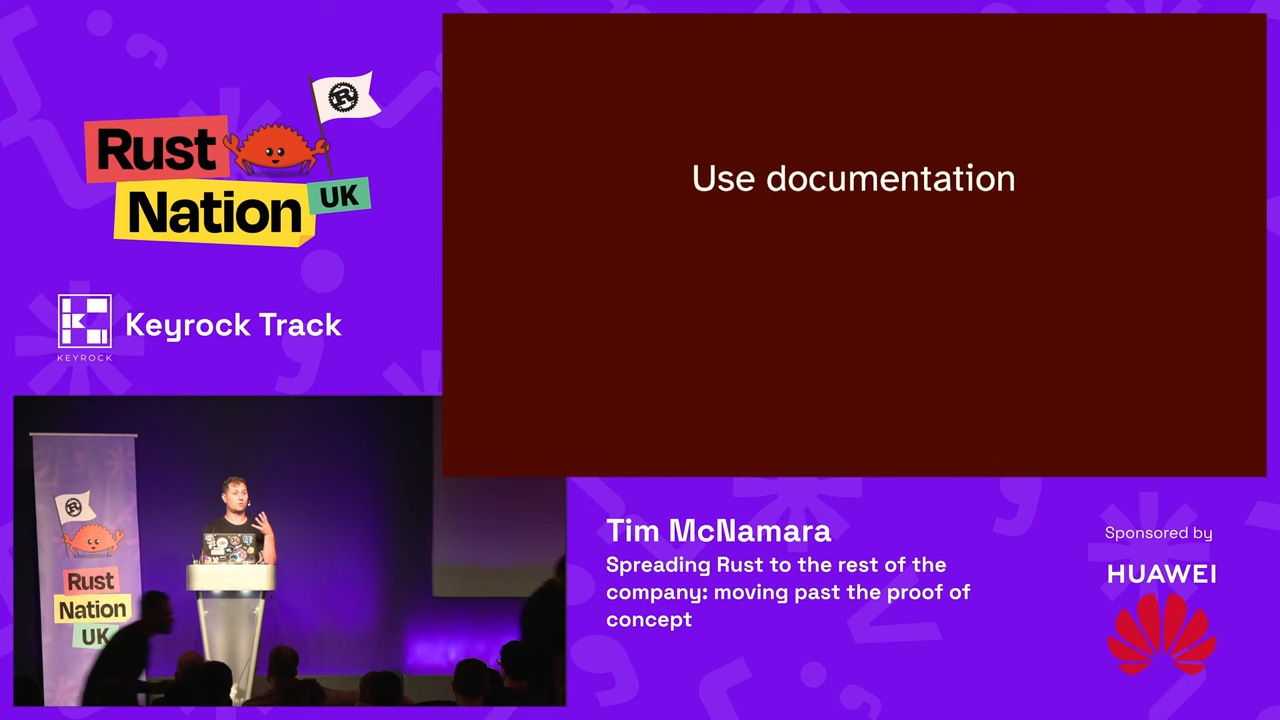 Rust
Nation
UK
KEYROCK
Keyrock Track
Use documentation
Rust
Nation
UK
Tim McNamara
Spreading Rust to the rest of the
company: moving past the proof of
concept
Sponsored by
HUAWEI